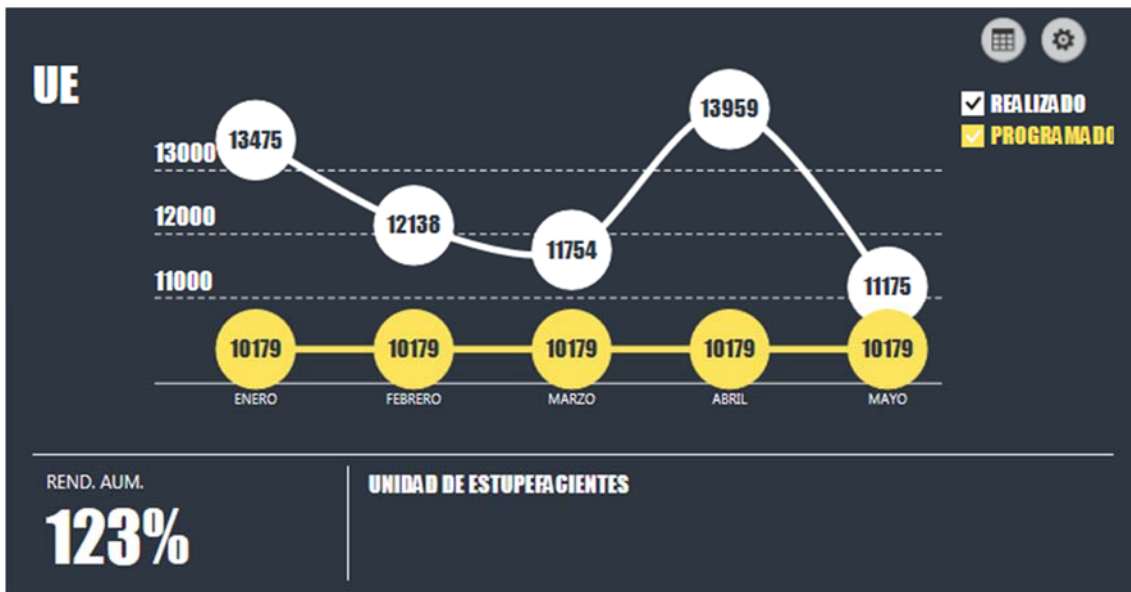 UE
REALIZADO
PROGRAMADO
13000
12000
11000
13475
12138
11754
13959
11175
10179
10179
10179
10179
10179
ENERO
FEBRERO
MARZO
ABRIL
MAYO
REND. AUM.
123%
UNIDAD DE ESTUPEFACIENTES